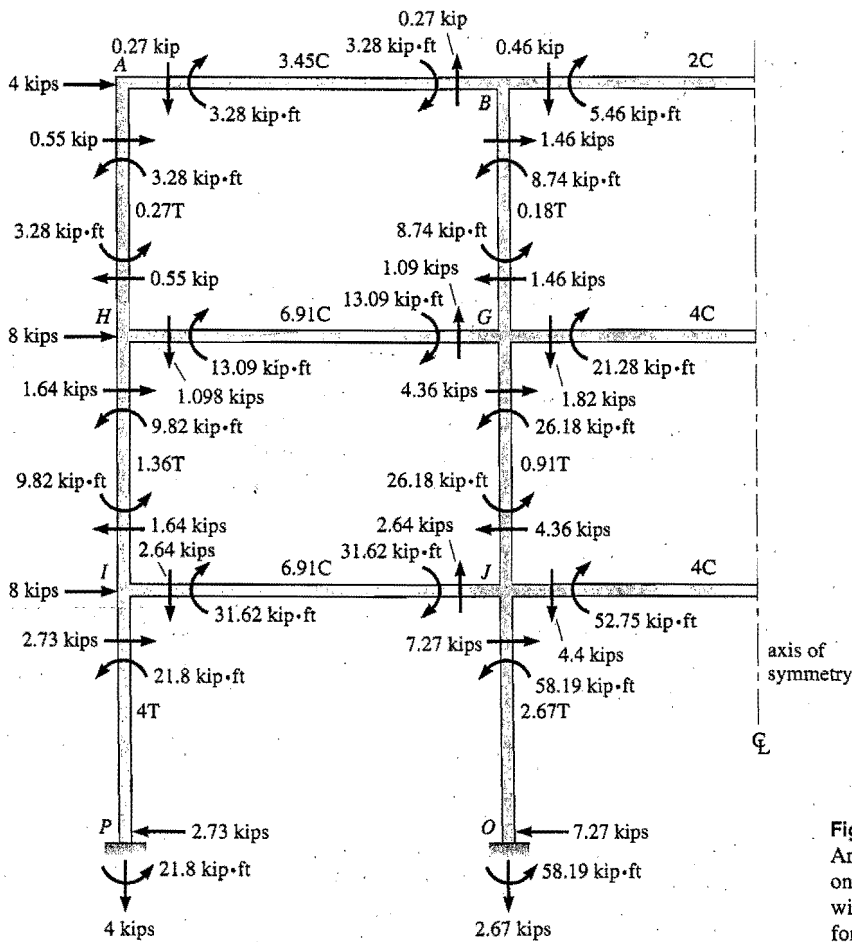 0.27 kip
0.27 kip 3.28 kip•ft 0.46 kip
A 3.45C 2C
4 kips B
3.28 kip•ft 5.46 kip•ft
0.55 kip 1.46 kips
3.28 kip•ft 8.74 kip•ft
0.27T 0.18T
3.28 kip•ft 8.74 kip•ft
1.09 kips
0.55 kip 13.09 kip•ft 1.46 kips
H 6.91C G 4C
8 kips
13.09 kip•ft 21.28 kip•ft
1.64 kips 1.098 kips 4.36 kips 1.82 kips
9.82 kip•ft 26.18 kip•ft
1.36T 0.91T
9.82 kip•ft 26.18 kip•ft
1.64 kips 2.64 kips 4.36 kips
2.64 kips 31.62 kip•ft
I 6.91C J 4C
8 kips
31.62 kip•ft 52.75 kip•ft
2.73 kips 7.27 kips 4.4 kips
axis of
symmetry
21.8 kip•ft 58.19 kip•ft
4T 2.67T
CL
P 2.73 kips O 7.27 kips
21.8 kip•ft 58.19 kip•ft
4 kips 2.67 kips
Fig
An
on
wi
for